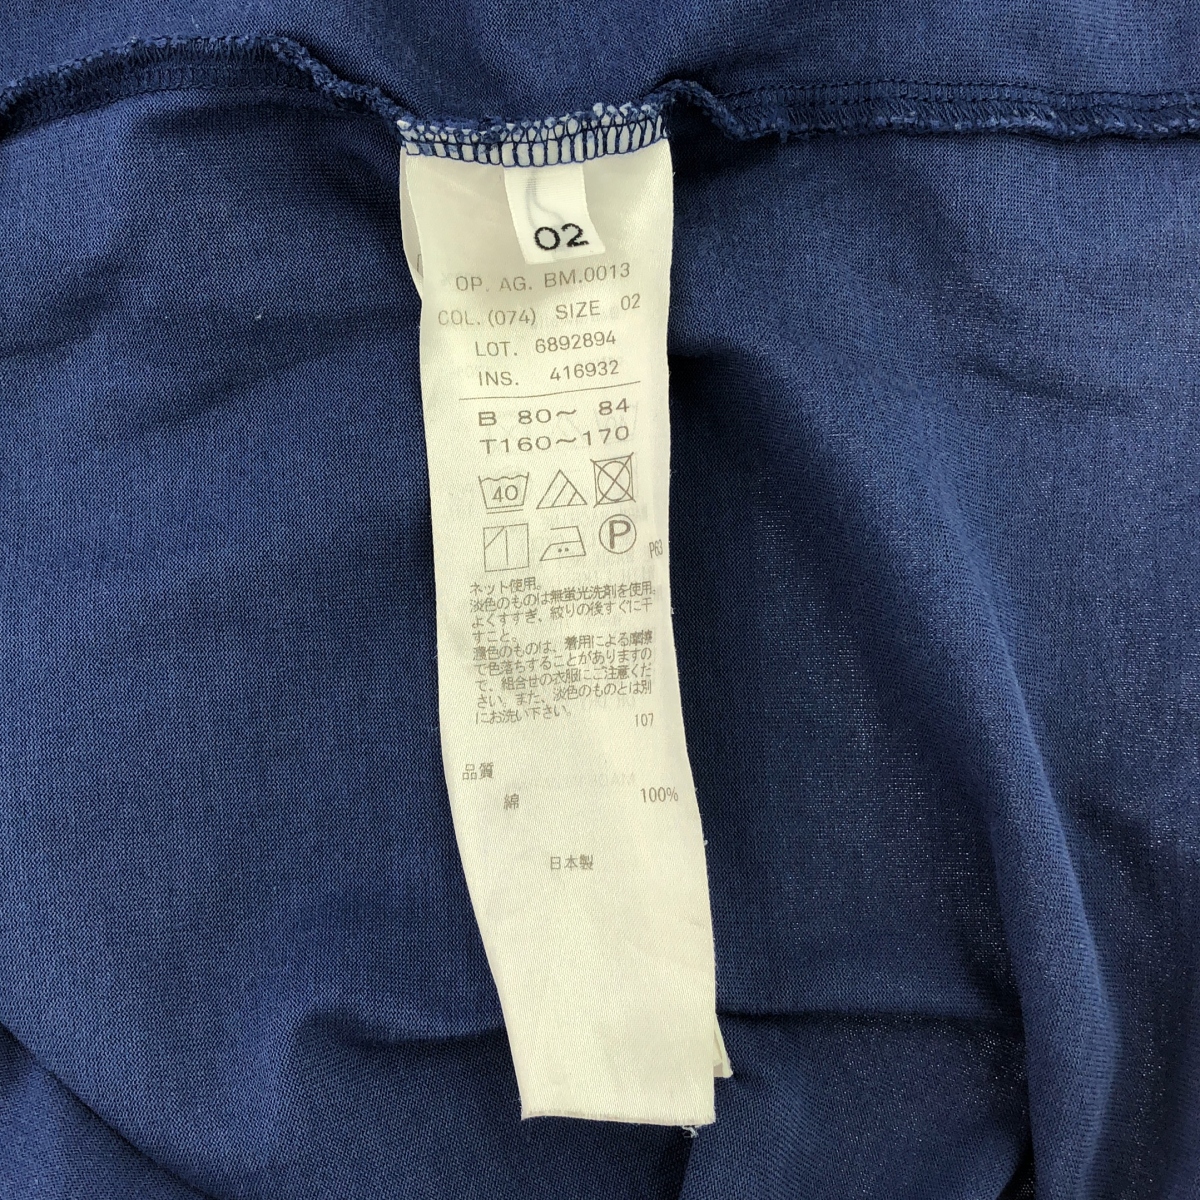 02
OP. AG. BM.0013
COL.(074) SIZE 02
LOT. 6892894
INS. 416932
B 80～ 84
T160～170
40
P
P63
ネット使用。
淡色のものは無蛍光洗剤を使用。
よくすすぎ、絞りの後すぐに干
すこと。
濃色のものは、着用による摩擦
で色落ちすることがありますの
で、組合せの衣服にご注意くだ
さい。また、淡色のものとは別
にお洗い下さい。
107
品質
綿 100%
日本製